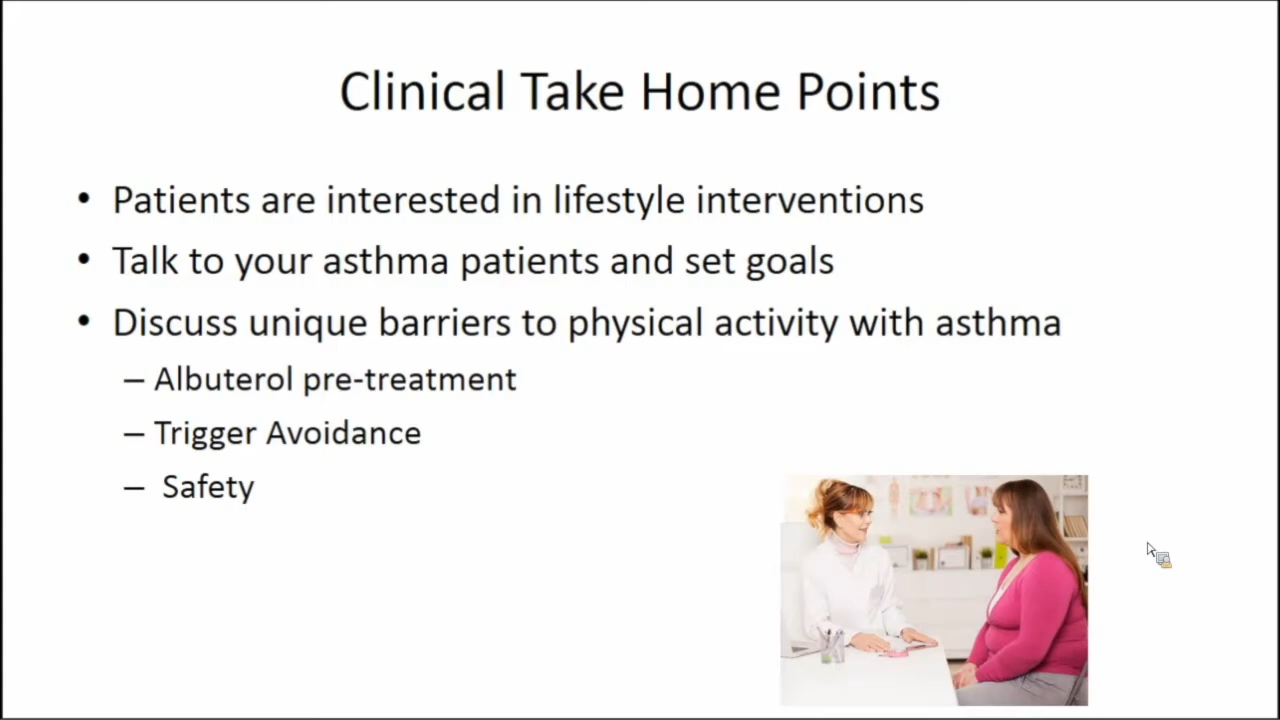 Clinical Take Home Points
• Patients are interested in lifestyle interventions
• Talk to your asthma patients and set goals
• Discuss unique barriers to physical activity with asthma
– Albuterol pre-treatment
– Trigger Avoidance
– Safety